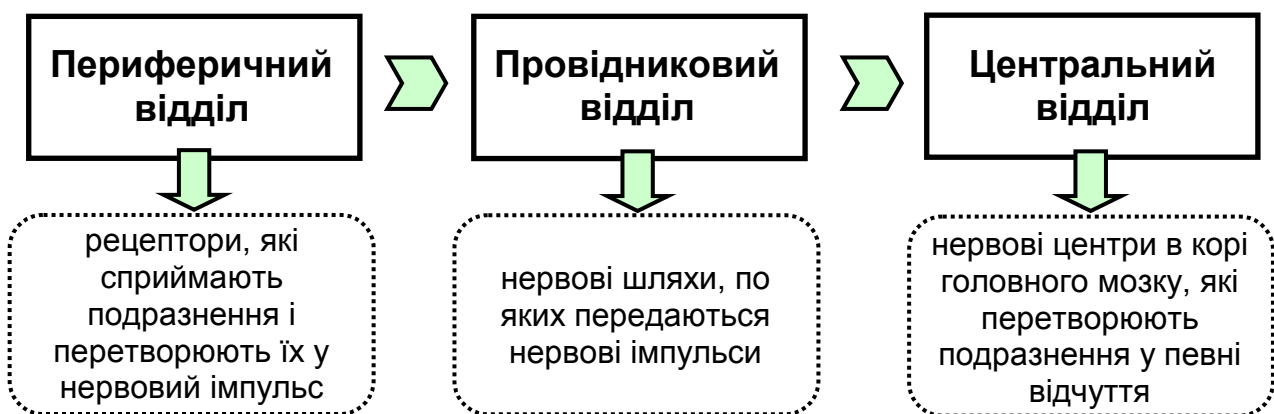 Периферичний
відділ
Провідниковий
відділ
Центральний
відділ
рецептори, які
сприймають
подразнення і
перетворюють їх у
нервовий імпульс
нервові шляхи, по
яких передаються
нервові імпульси
нервові центри в корі
головного мозку, які
перетворюють
подразнення у певні
відчуття